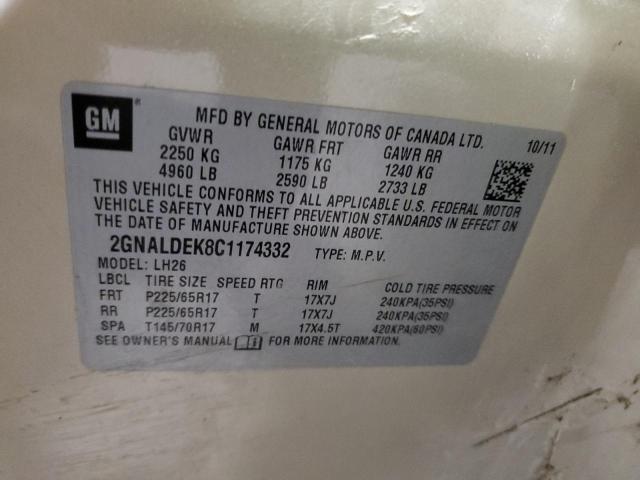 GM ®
MFD BY GENERAL MOTORS OF CANADA LTD.
10/11
GVWR GAWR FRT GAWR RR
2250 KG 1175 KG 1240 KG
4960 LB 2590 LB 2733 LB
THIS VEHICLE CONFORMS TO ALL APPLICABLE U.S. FEDERAL MOTOR
VEHICLE SAFETY AND THEFT PREVENTION STANDARDS IN EFFECT ON
THE DATE OF MANUFACTURE SHOWN ABOVE.
2GNALDEK8C1174332 TYPE: M.P.V.
MODEL: LH26
LBCL TIRE SIZE SPEED RTG RIM COLD TIRE PRESSURE
FRT P225/65R17 T 17X7J 240KPA(35PSI)
RR P225/65R17 T 17X7J 240KPA(35PSI)
SPA T145/70R17 M 17X4.5T 420KPA(60PSI)
SEE OWNER'S MANUAL FOR MORE INFORMATION.